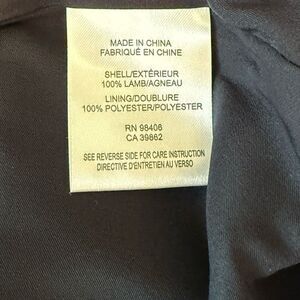 MADE IN CHINA
FABRIQUÉ EN CHINE
SHELL/EXTÉRIEUR
100% LAMB/AGNEAU
LINING/DOUBLURE
100% POLYESTER/POLYESTER
RN 98408
CA 39862
SEE REVERSE SIDE FOR CARE INSTRUCTION
DIRECTIVE D'ENTRETIEN AU VERSO